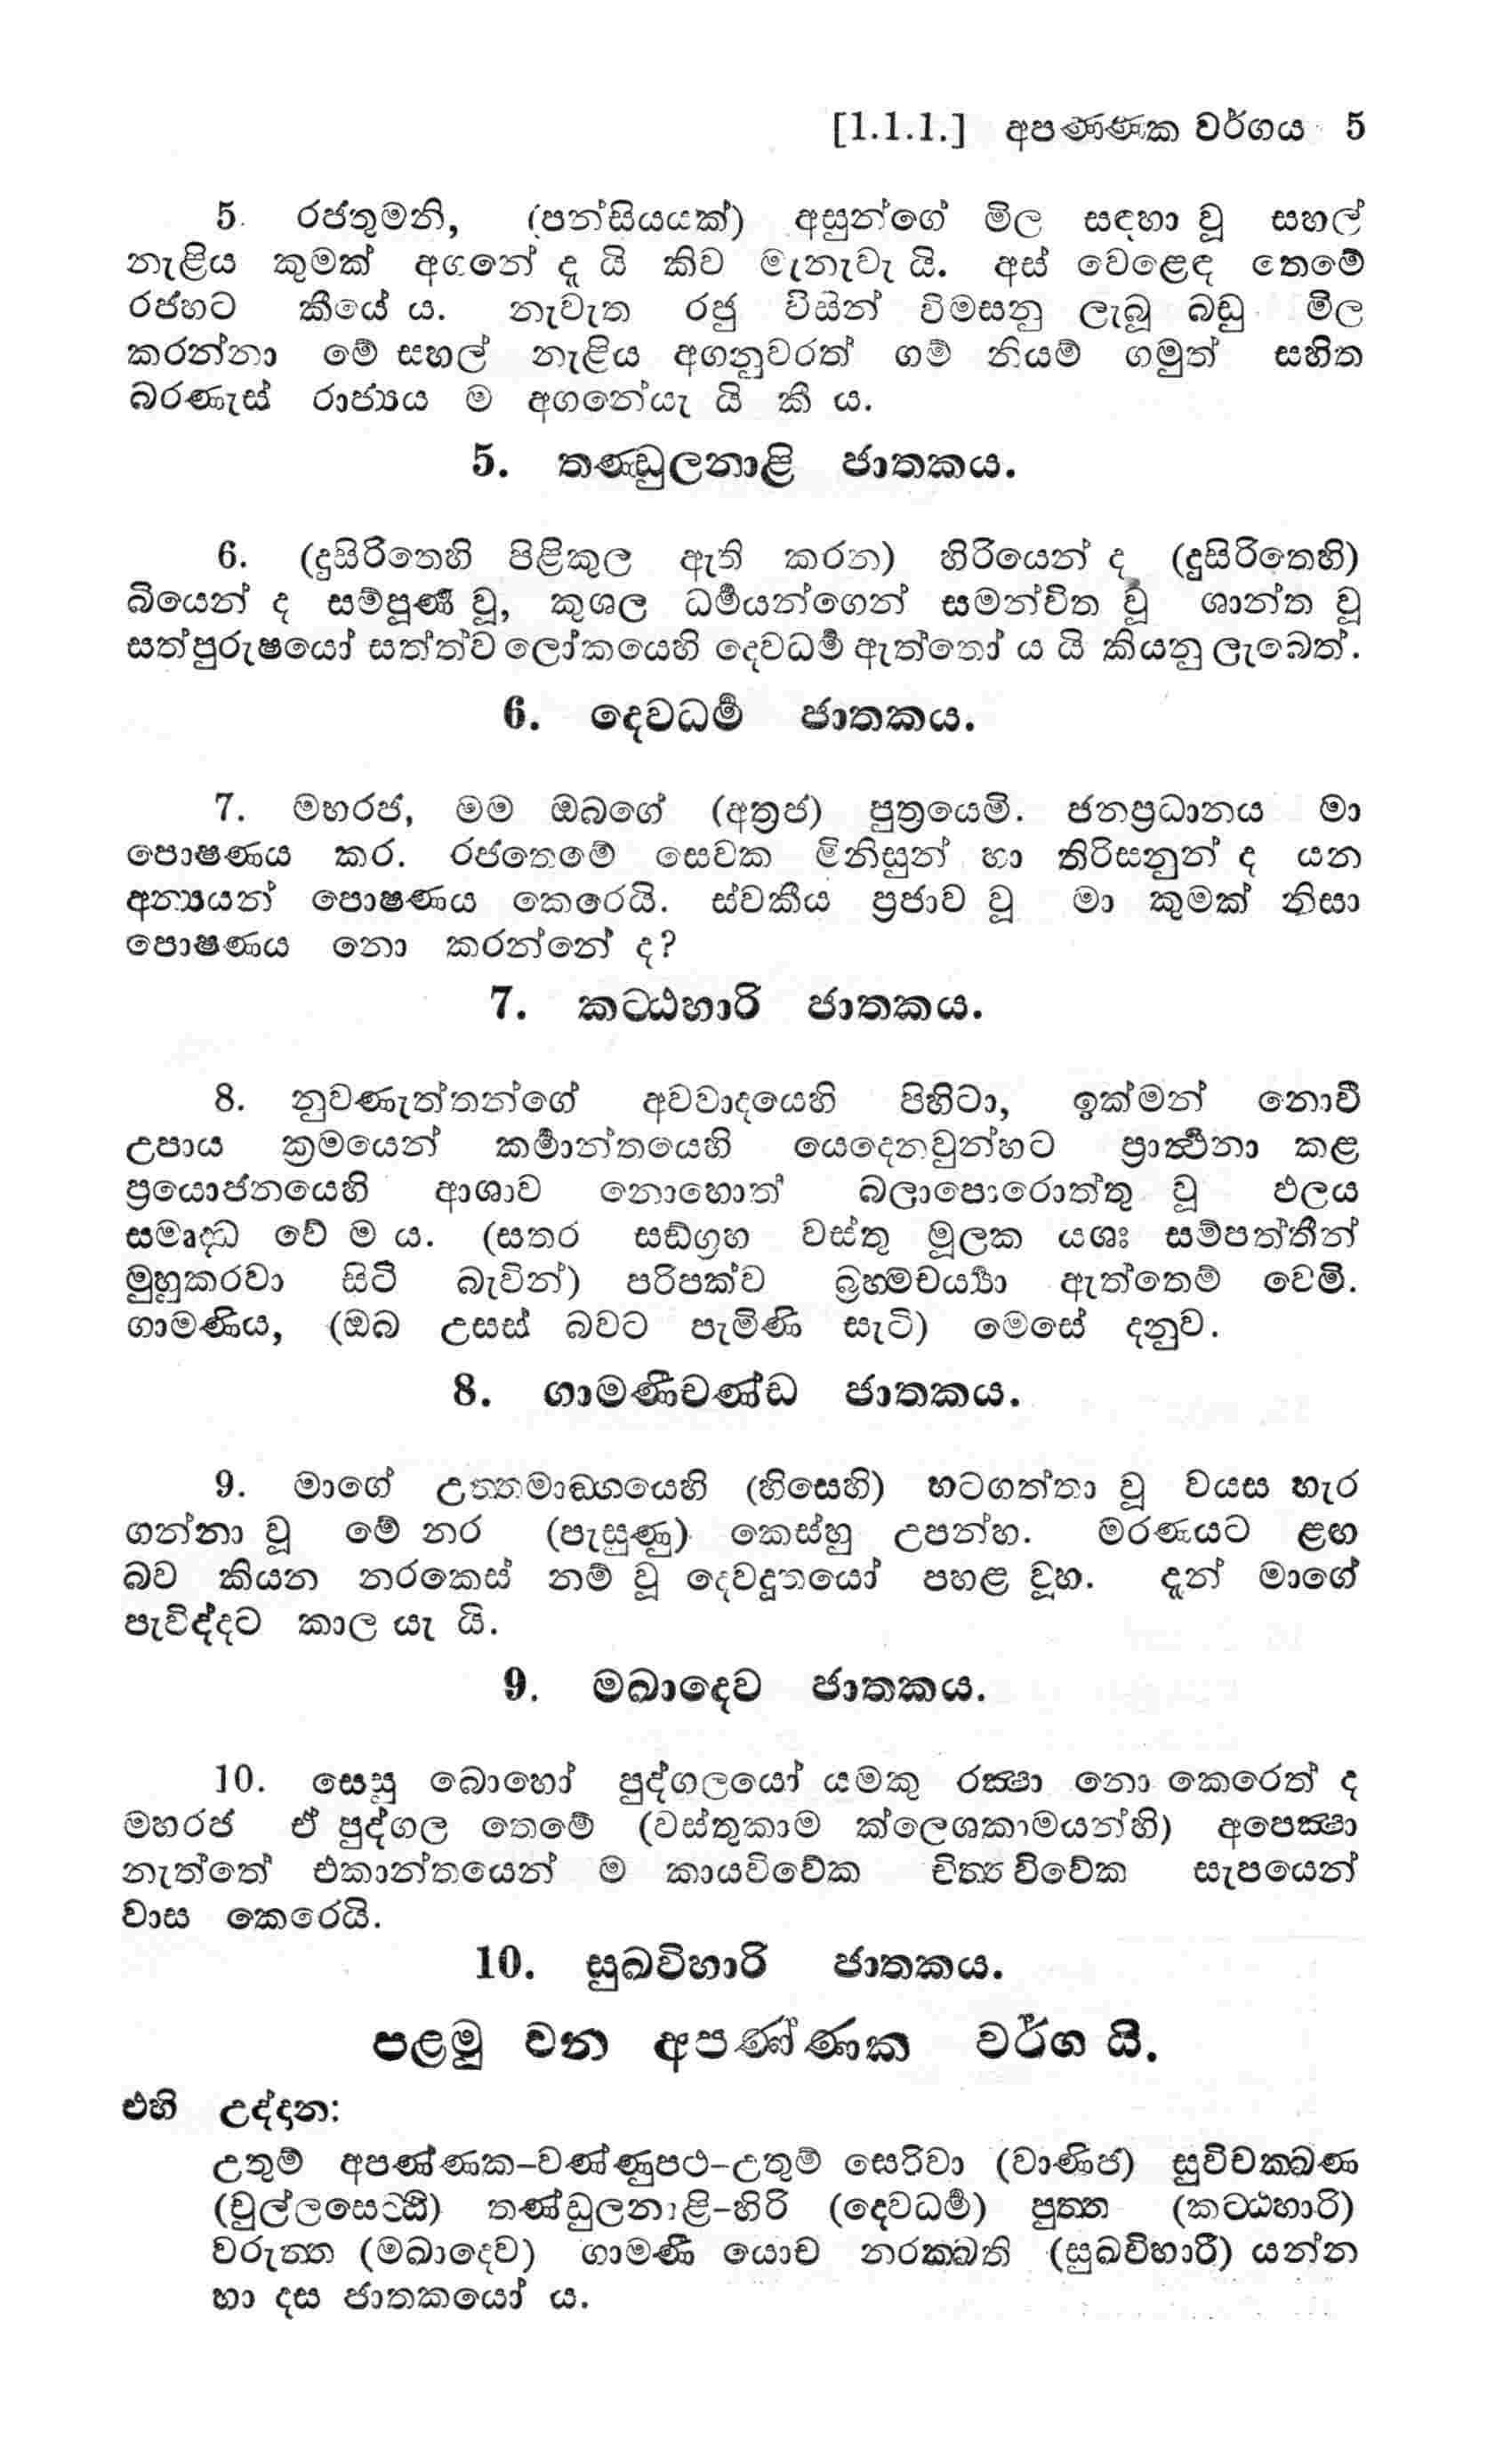 [1.1.1.] අපණ්ණක වර්ගය 5
5. රජතුමනි, (පන්සියයක්) අසුන්ගේ මිල සඳහා වූ සහල්
නැළිය කුමක් අගනේ දැ යි කිව මැනැවැ යි. අස් වෙළෙඳ තෙමේ
රජහට කීයේ ය. නැවැත රජු විසින් විමසනු ලැබූ බඩු මිල
කරන්නා මේ සහල් නැළිය අගනුවරත් ගම් නියම් ගමුත් සහිත
බරණැස් රාජ්‍යය ම අගනේයැ යි කී ය.
5. තණ්ඩුලනාළි ජාතකය.
6. (දුසිරිතෙහි පිළිකුල ඇති කරන) හිරියෙන් ද (දුසිරිතෙහි)
බියෙන් ද සම්පූර්‍ණ වූ, කුශල ධර්‍මයන්ගෙන් සමන්විත වූ ශාන්ත වූ
සත්පුරුෂයෝ සත්ත්ව ලෝකයෙහි දෙවධර්‍ම ඇත්තෝ ය යි කියනු ලැබෙත්.
6. දෙවධර්‍ම ජාතකය.
7. මහරජ, මම ඔබගේ (අත්‍රජ) පුත්‍රයෙමි. ජනප්‍රධානය මා
පොෂණය කර. රජතෙමේ සෙවක මිනිසුන් හා තිරිසනුන් ද යන
අන්‍යයන් පොෂණය කෙරෙයි. ස්වකීය ප්‍රජාව වූ මා කුමක් නිසා
පොෂණය නො කරන්නේ ද?
7. කට්ඨහාරි ජාතකය.
8. නුවණැත්තන්ගේ අවවාදයෙහි පිහිටා, ඉක්මන් නොවී
උපාය ක්‍රමයෙන් කර්‍මාන්තයෙහි යෙදෙනවුන්හට ප්‍රාර්‍ථනා කළ
ප්‍රයොජනයෙහි ආශාව නොහොත් බලාපොරොත්තු වූ ඵලය
සමෘද්ධ වේ ම ය. (සතර සඞ්ග්‍රහ වස්තු මූලක යශඃ සම්පත්තීන්
මුහුකරවා සිටි බැවින්) පරිපක්ව බ්‍රහ්මචර්‍ය්‍යා ඇත්තෙම් වෙමි.
ගාමණිය, (ඔබ උසස් බවට පැමිණි සැටි) මෙසේ දනුව.
8. ගාමණීචණ්ඩ ජාතකය.
9. මාගේ උත්තමාඞ්ගයෙහි (හිසෙහි) හටගත්තා වූ වයස හැර
ගන්නා වූ මේ නර (පැසුණු) කෙස්හු උපන්හ. මරණයට ළඟ
බව කියන නරකෙස් නම් වූ දෙවදූතයෝ පහළ වූහ. දැන් මාගේ
පැවිද්දට කාල යැ යි.
9. මඛාදෙව ජාතකය.
10. සෙසු බොහෝ පුද්ගලයෝ යමකු රක්‍ෂා නො කෙරෙත් ද
මහරජ ඒ පුද්ගල තෙමේ (වස්තුකාම ක්ලෙශකාමයන්හි) අපෙක්‍ෂා
නැත්තේ එකාන්තයෙන් ම කායවිවේක චිත්‍ත විවේක සැපයෙන්
වාස කෙරෙයි.
10. සුඛවිහාරි ජාතකය.
පළමු වන අපණ්ණක වර්ග යි.
එහි උද්දාන:
උතුම් අපණ්ණක-වණ්ණුපථ-උතුම් සෙරිවා (වාණිජ) සුවිචක්ඛණ
(චුල්ලසෙට්ඨි) තණ්ඩුලනාළි-හිරි (දෙවධර්‍ම) පුත්ත (කට්ඨහාරි)
වරුත්ත (මඛාදෙව) ගාමණී යොච නරක්ඛති (සුඛවිහාරී) යන්න
හා දස ජාතකයෝ ය.